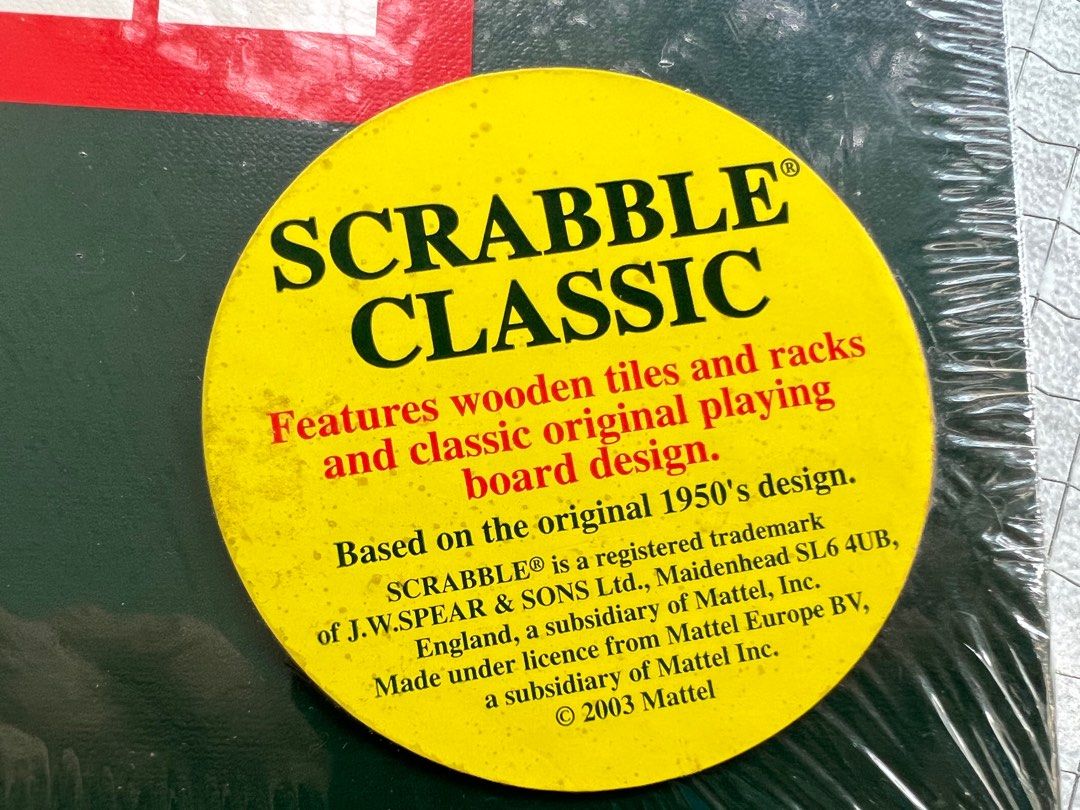 SCRABBLE®
CLASSIC
Features wooden tiles and racks
and classic original playing
board design.
Based on the original 1950's design.
SCRABBLE® is a registered trademark
of J.W.SPEAR & SONS Ltd., Maidenhead SL6 4UB,
England, a subsidiary of Mattel, Inc.
Made under licence from Mattel Europe BV,
a subsidiary of Mattel Inc.
© 2003 Mattel